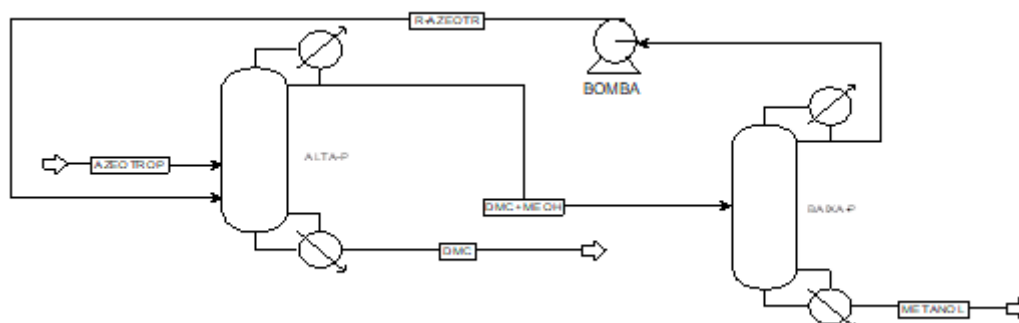 R-AZEOTR
BOMBA
ALTA-P
AZEOTROP
DMC+MEOH
BAIXA-P
DMC
METANOL